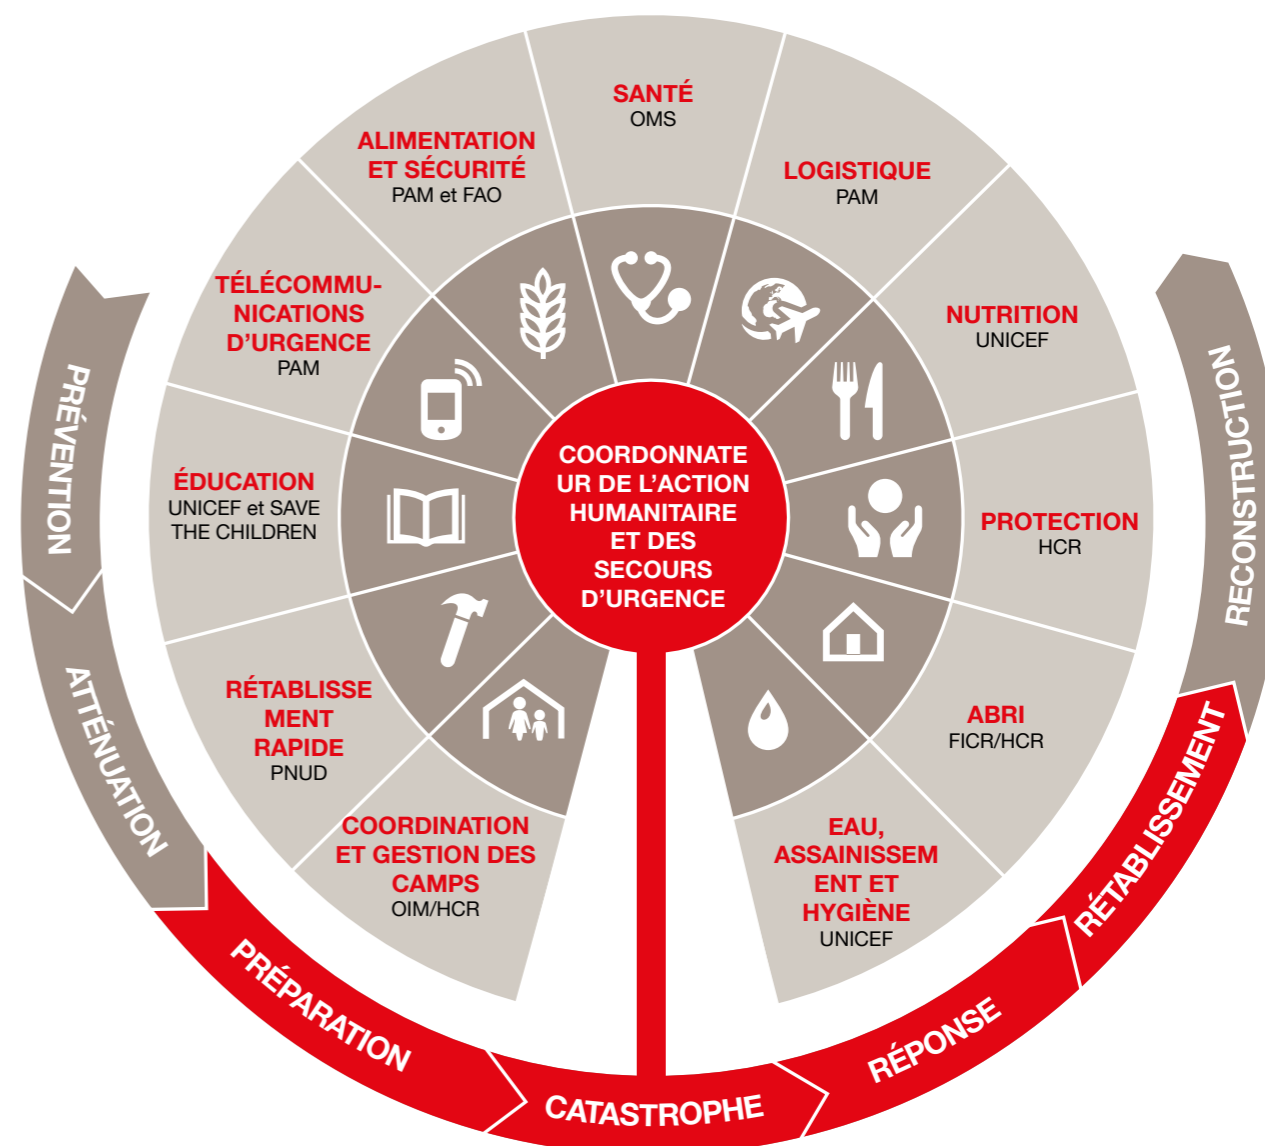 SANTÉ
OMS
LOGISTIQUE
PAM
NUTRITION
UNICEF
PROTECTION
HCR
ABRI
FICR/HCR
EAU,
ASSAINISSEM
ENT ET
HYGIÈNE
UNICEF
COORDINATION
ET GESTION DES
CAMPS
OIM/HCR
RÉTABLISSE
MENT
RAPIDE
PNUD
ÉDUCATION
UNICEF et SAVE
THE CHILDREN
TÉLÉCOMMU-
NICATIONS
D’URGENCE
PAM
ALIMENTATION
ET SÉCURITÉ
PAM et FAO
COORDONNATE
UR DE L’ACTION
HUMANITAIRE
ET DES
SECOURS
D’URGENCE
PRÉVENTION
ATTÉNUATION
PRÉPARATION
CATASTROPHE
RÉPONSE
RÉTABLISSEMENT
RECONSTRUCTION